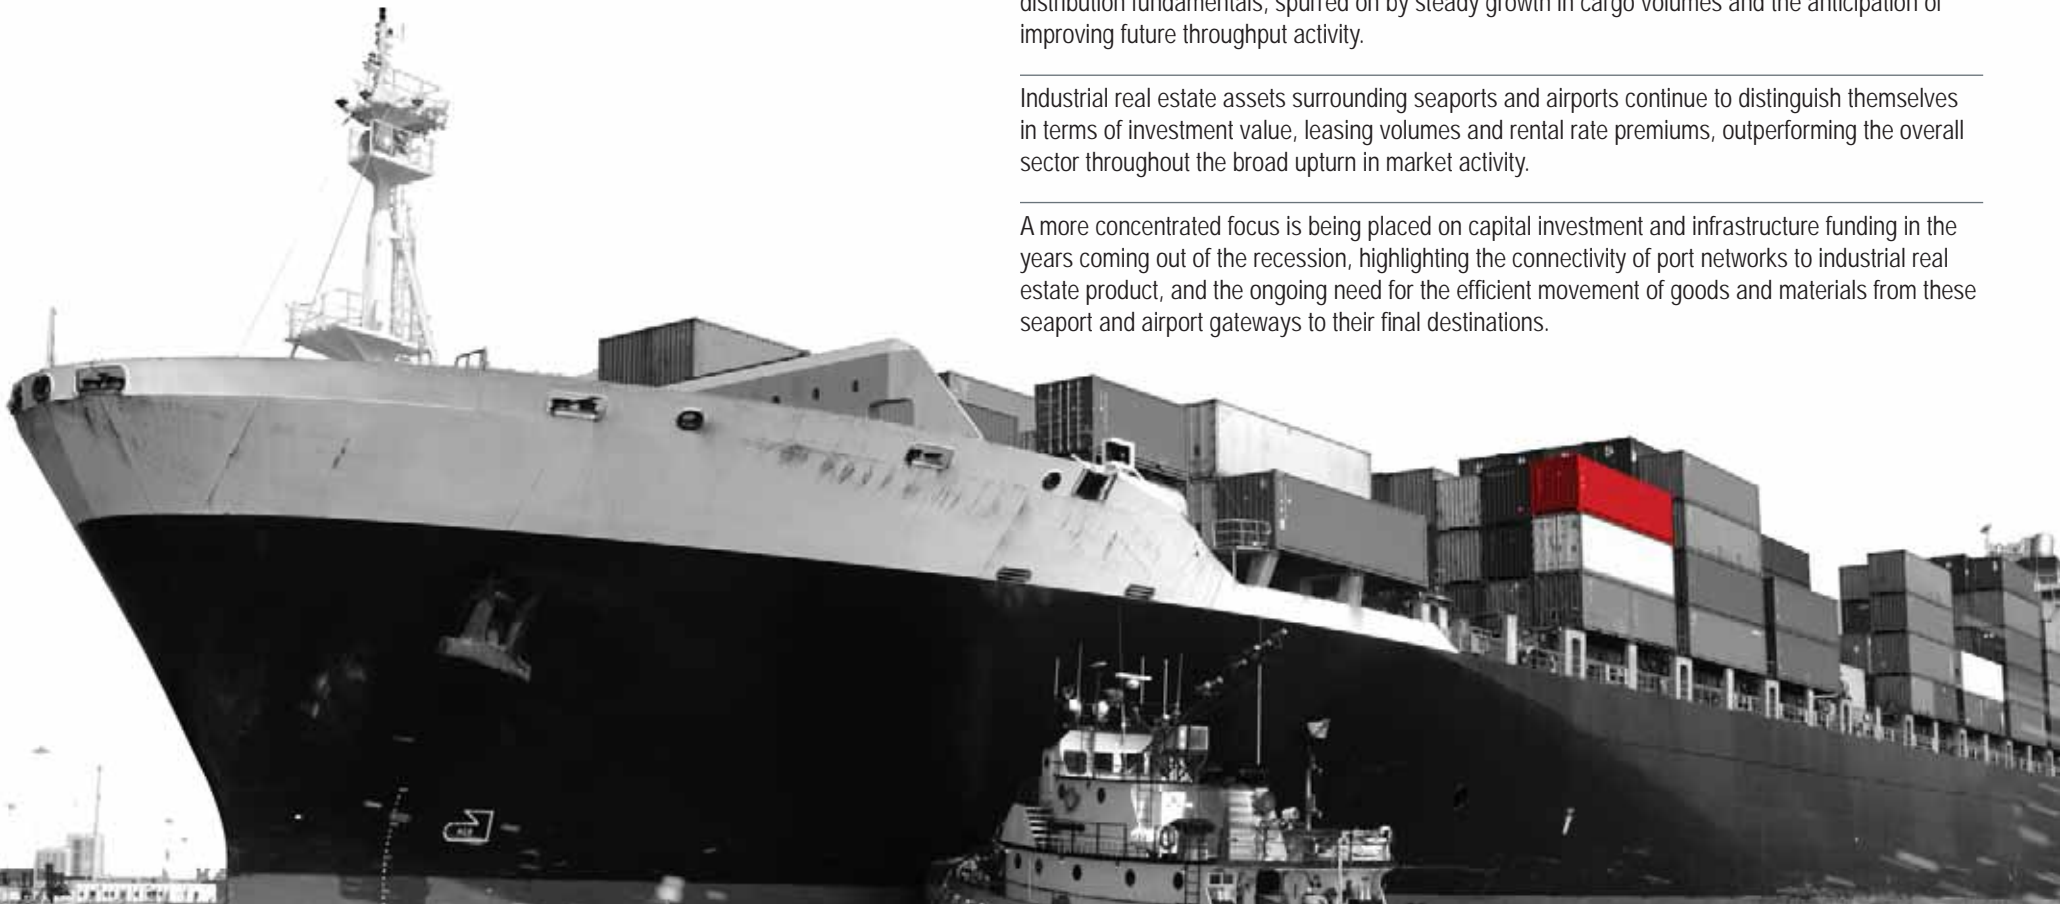 distribution fundamentals, spurred on by steady growth in cargo volumes and the anticipation of
improving future throughput activity.
Industrial real estate assets surrounding seaports and airports continue to distinguish themselves
in terms of investment value, leasing volumes and rental rate premiums, outperforming the overall
sector throughout the broad upturn in market activity.
A more concentrated focus is being placed on capital investment and infrastructure funding in the
years coming out of the recession, highlighting the connectivity of port networks to industrial real
estate product, and the ongoing need for the efficient movement of goods and materials from these
seaport and airport gateways to their final destinations.